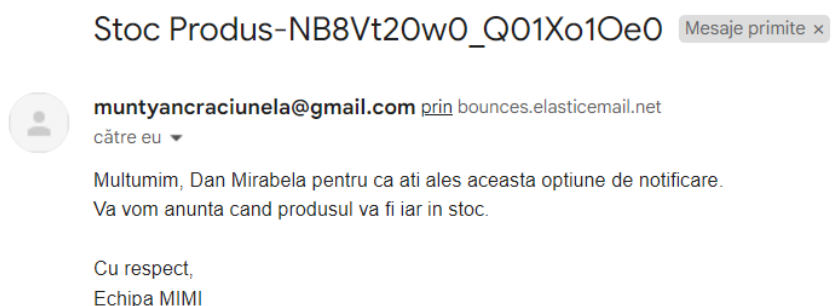 Stoc Produs-NB8Vt20w0_Q01Xo1Oe0 Mesaje primite ×
muntyancraciunela@gmail.com prin bounces.elasticemail.net
către eu
Multumim, Dan Mirabela pentru ca ati ales aceasta optiune de notificare.
Va vom anunta cand produsul va fi iar in stoc.
Cu respect,
Echipa MIMI